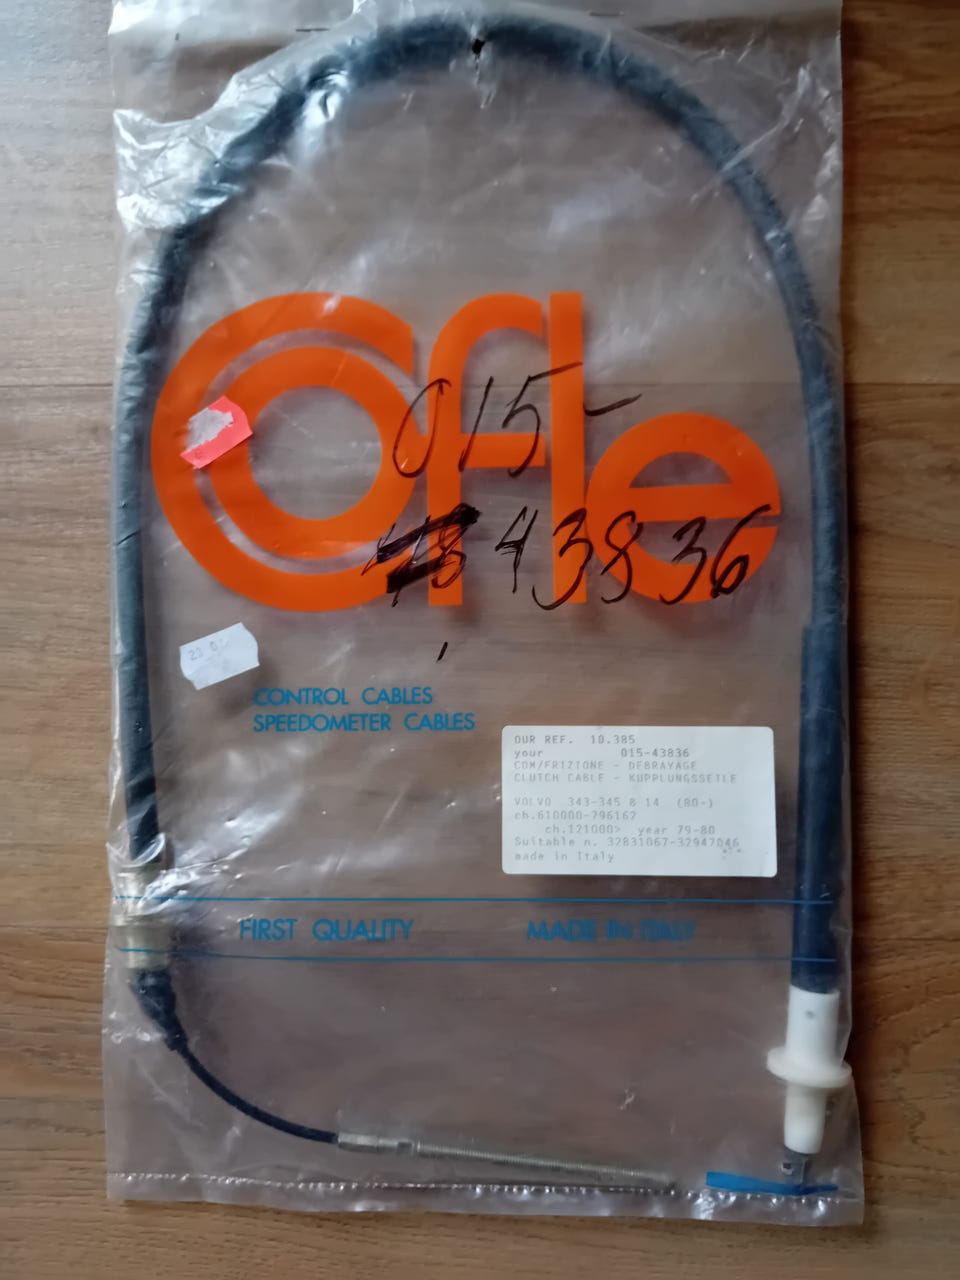 Cofle
015-
43836
CONTROL CABLES
SPEEDOMETER CABLES
OUR REF. 10.385
your 015-43836
COM/FRIZIONE - DEBRAYAGE
CLUTCH CABLE - KUPPLUNGSSEILE
VOLVO 343-345 B 14 (80-)
ch.610000-796162
ch.121000> year 79-80
Suitable n. 32831067-32947046
made in Italy
FIRST QUALITY MADE IN ITALY